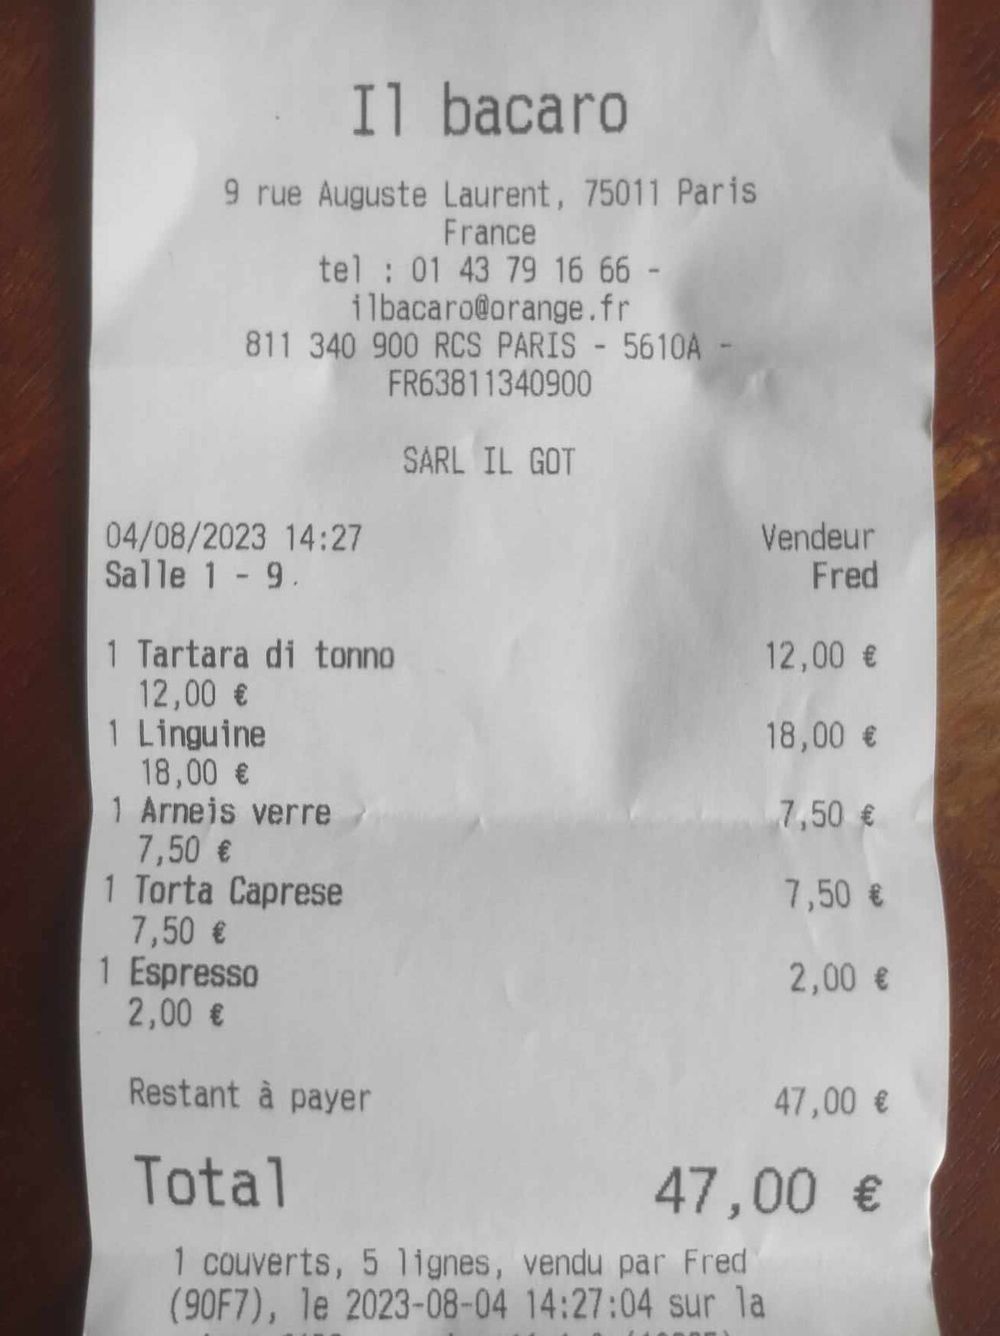 Il bacaro
9 rue Auguste Laurent, 75011 Paris
France
tel : 01 43 79 16 66 -
ilbacaro@orange.fr
811 340 900 RCS PARIS - 5610A -
FR63811340900
SARL IL GOT
04/08/2023 14:27 Vendeur
Salle 1 - 9. Fred
1 Tartara di tonno 12,00 €
12,00 €
1 Linguine 18,00 €
18,00 €
1 Arneis verre 7,50 €
7,50 €
1 Torta Caprese 7,50 €
7,50 €
1 Espresso 2,00 €
2,00 €
Restant à payer 47,00 €
Total 47,00 €
1 couverts, 5 lignes, vendu par Fred
(90F7), le 2023-08-04 14:27:04 sur la